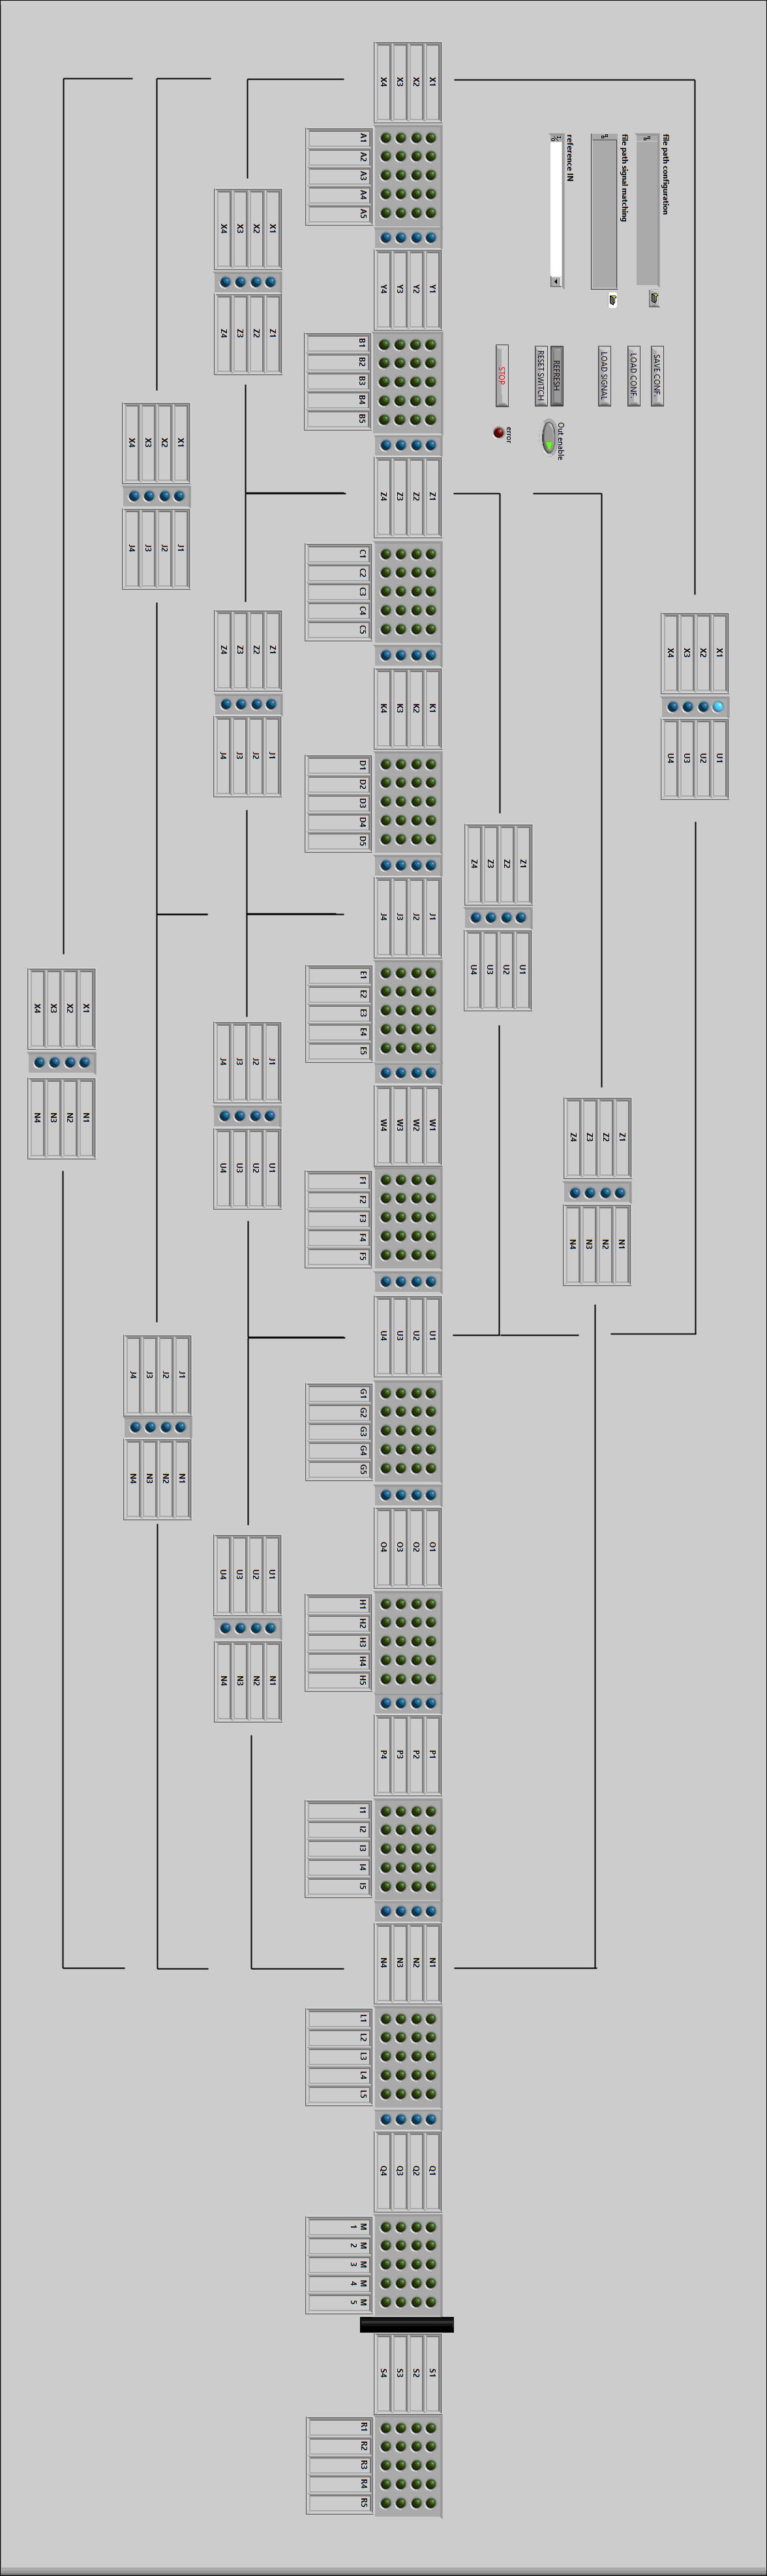 file path configuration
SAVE CONF.
file path signal matching
LOAD CONF.
LOAD SIGNAL
reference IN
REFRESH
RESET SWITCH
Out enable
error
STOP
X1 U1
X2 U2
X3 U3
X4 U4
Z1 N1
Z2 N2
Z3 N3
Z4 N4
Z1 U1
Z2 U2
Z3 U3
Z4 U4
X1 Y1 Z1 K1 J1 W1 U1 O1 P1 N1 Q1 S1
X2 Y2 Z2 K2 J2 W2 U2 O2 P2 N2 Q2 S2
X3 Y3 Z3 K3 J3 W3 U3 O3 P3 N3 Q3 S3
X4 Y4 Z4 K4 J4 W4 U4 O4 P4 N4 Q4 S4
A1 A2 A3 A4 A5 B1 B2 B3 B4 B5 C1 C2 C3 C4 C5 D1 D2 D3 D4 D5 E1 E2 E3 E4 E5 F1 F2 F3 F4 F5 G1 G2 G3 G4 G5 H1 H2 H3 H4 H5 I1 I2 I3 I4 I5 L1 L2 L3 L4 L5 M M M M M R1 R2 R3 R4 R5
1 2 3 4 5
X1 Z1 Z1 J1 J1 U1 U1 N1
X2 Z2 Z2 J2 J2 U2 U2 N2
X3 Z3 Z3 J3 J3 U3 U3 N3
X4 Z4 Z4 J4 J4 U4 U4 N4
X1 J1 J1 N1
X2 J2 J2 N2
X3 J3 J3 N3
X4 J4 J4 N4
X1 N1
X2 N2
X3 N3
X4 N4